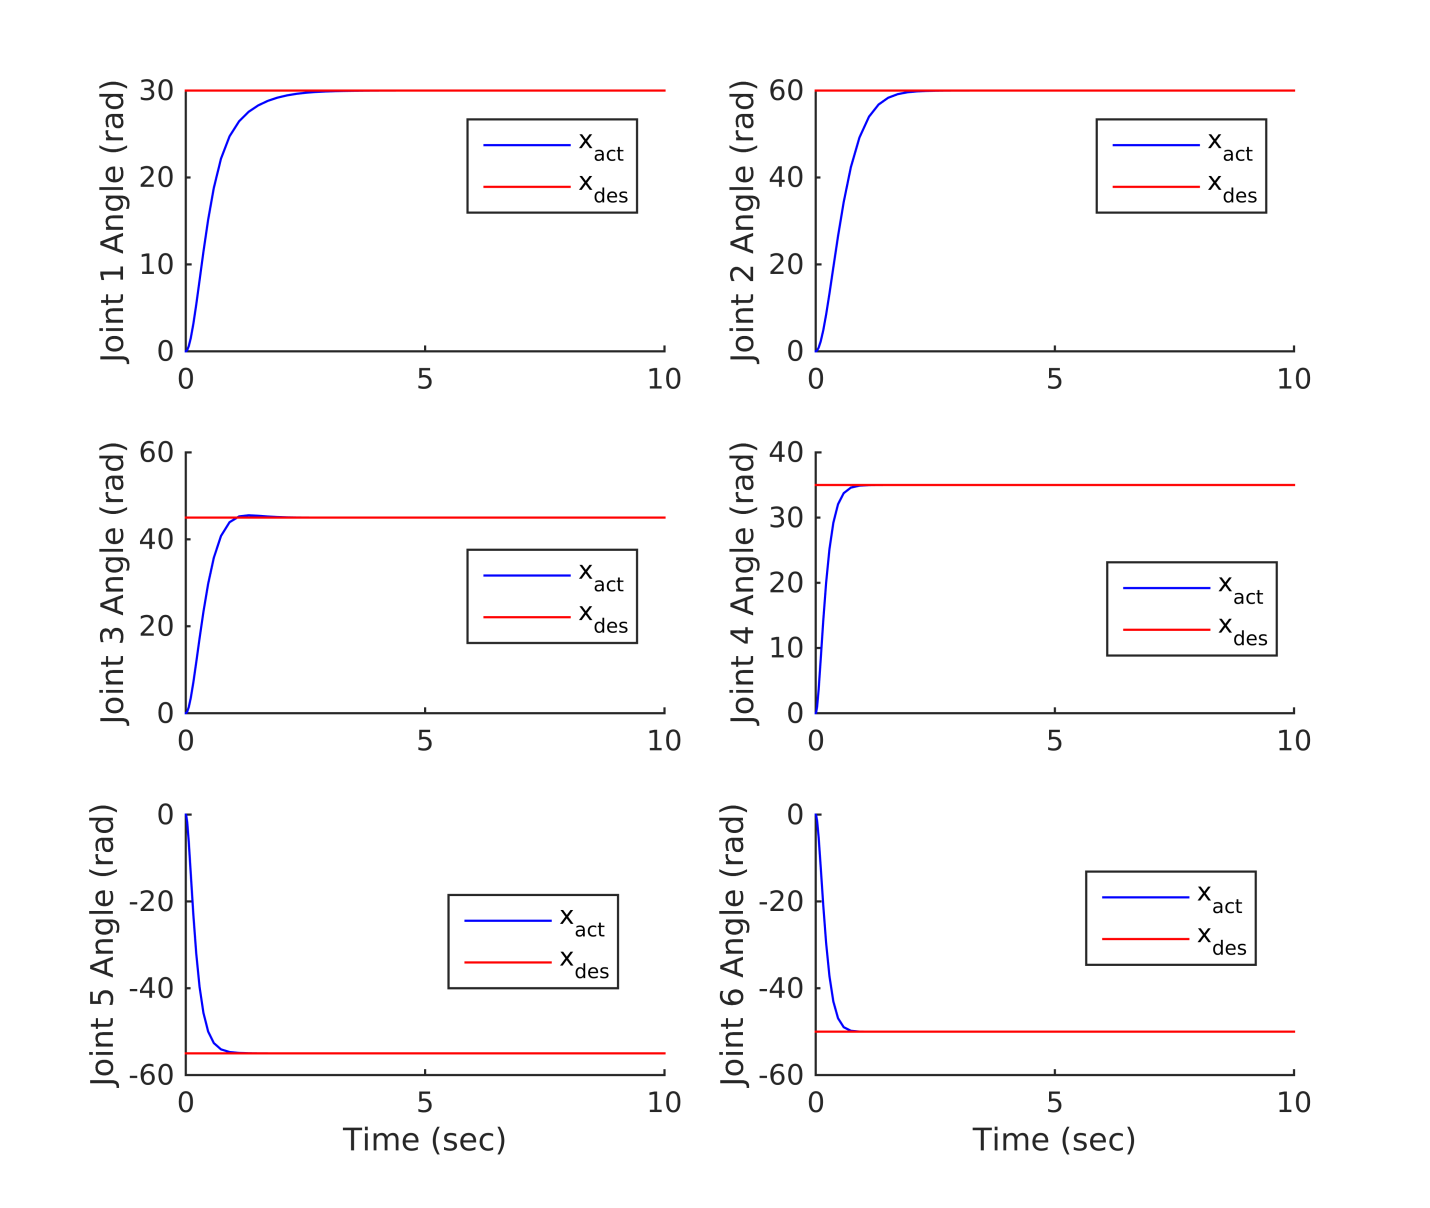 Joint 1 Angle (rad)
30
20
10
0
0 5 10
x_act
x_des
Joint 2 Angle (rad)
60
40
20
0
0 5 10
x_act
x_des
Joint 3 Angle (rad)
60
40
20
0
0 5 10
x_act
x_des
Joint 4 Angle (rad)
40
30
20
10
0
0 5 10
x_act
x_des
Joint 5 Angle (rad)
0
-20
-40
-60
0 5 10
Time (sec)
x_act
x_des
Joint 6 Angle (rad)
0
-20
-40
-60
0 5 10
Time (sec)
x_act
x_des